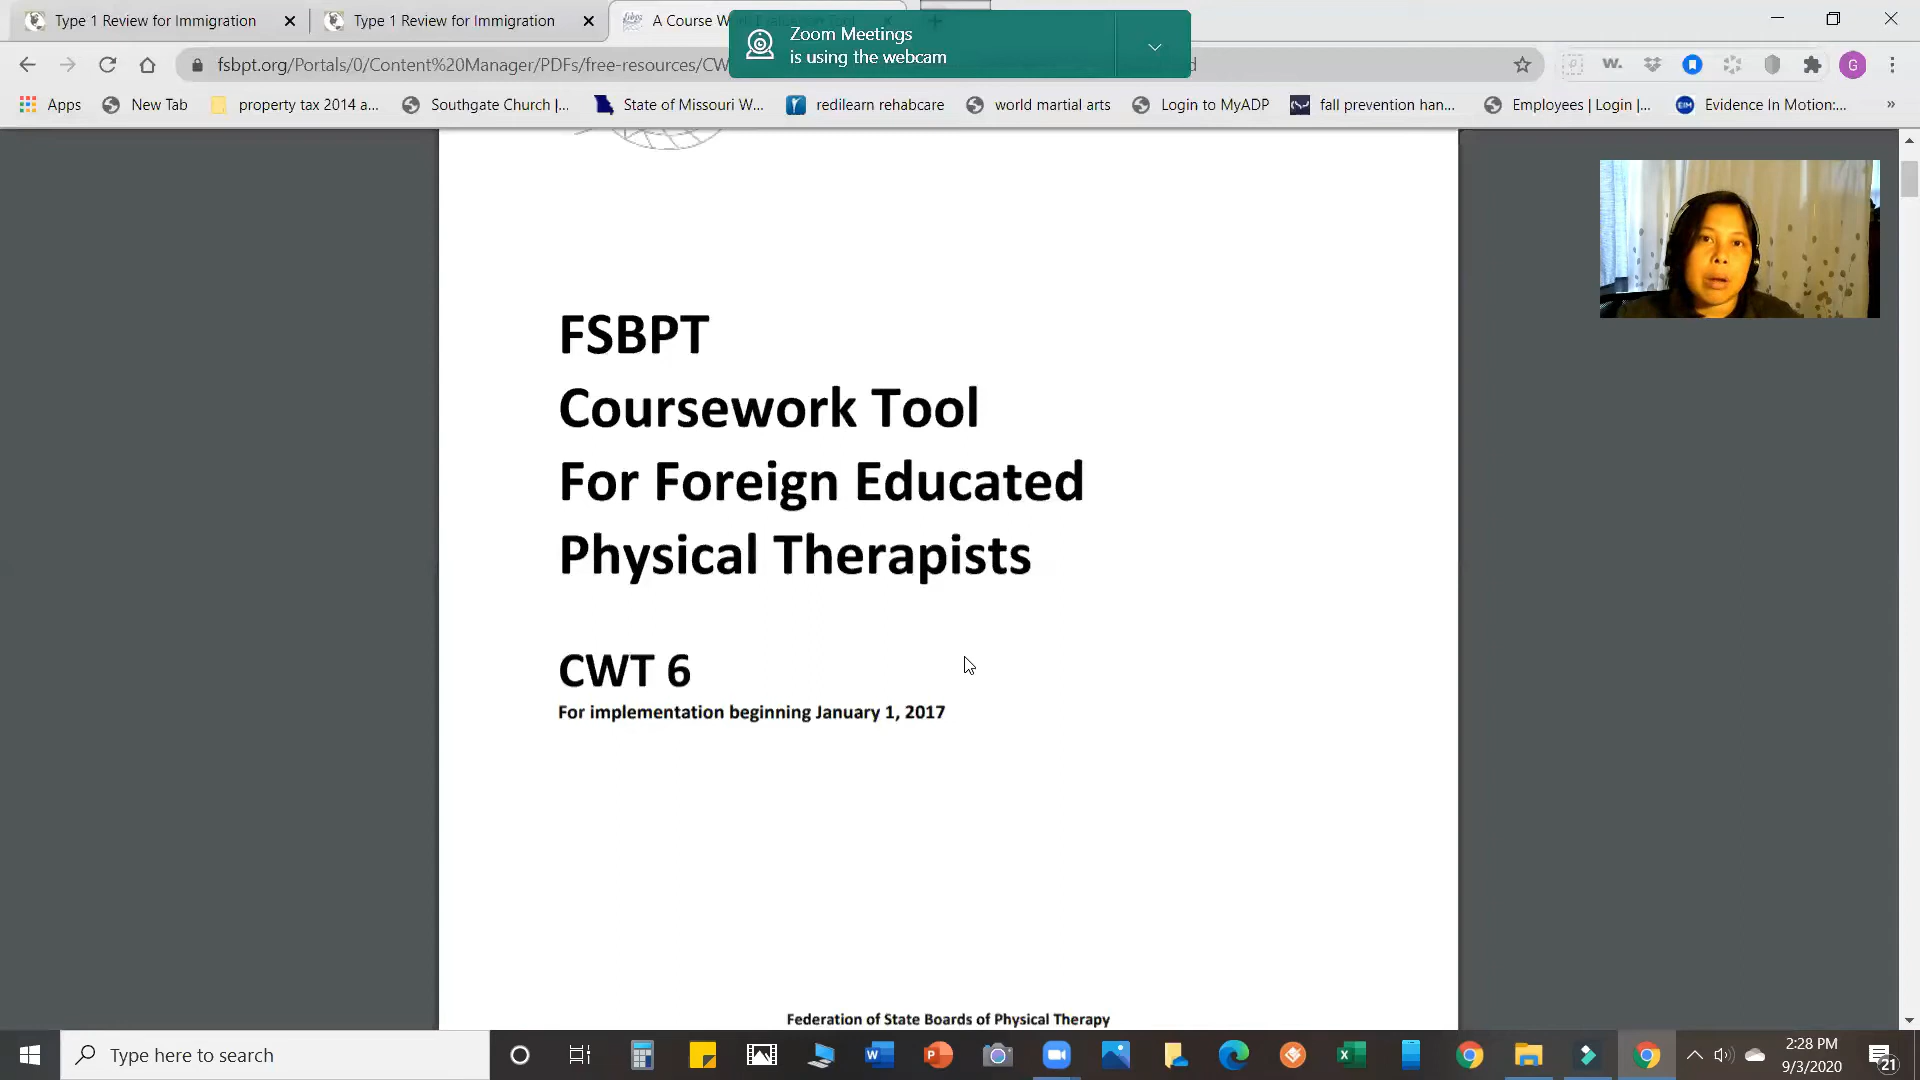 Type 1 Review for Immigration
Type 1 Review for Immigration
A Course W
Zoom Meetings
is using the webcam
fsbpt.org/Portals/0/Content%20Manager/PDFs/free-resources/CW
Apps
New Tab
property tax 2014 a...
Southgate Church |...
State of Missouri W...
redilearn rehabcare
world martial arts
Login to MyADP
fall prevention han...
Employees | Login |...
EIM
Evidence In Motion:...
»
G
FSBPT
Coursework Tool
For Foreign Educated
Physical Therapists
CWT 6
For implementation beginning January 1, 2017
Federation of State Boards of Physical Therapy
Type here to search
2:28 PM
9/3/2020
21